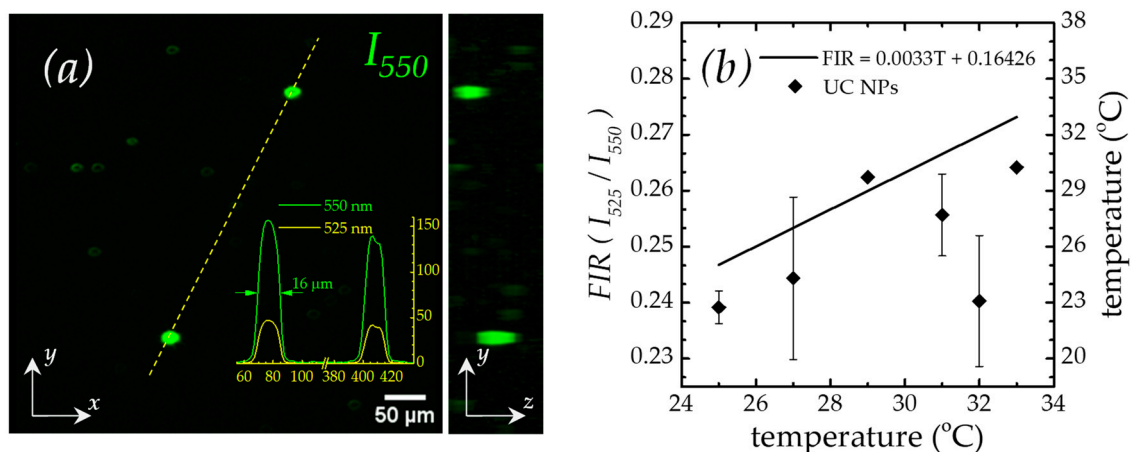 (a)
I550
550 nm
525 nm
16 μm
150
100
50
0
60 80 100 380 400 420
y
x
50 μm
y
z
(b)
FIR = 0.0033T + 0.16426
UC NPs
FIR ( I525 / I550 )
0.29
0.28
0.27
0.26
0.25
0.24
0.23
24 26 28 30 32 34
temperature (oC)
38
35
32
29
26
23
20
temperature (oC)